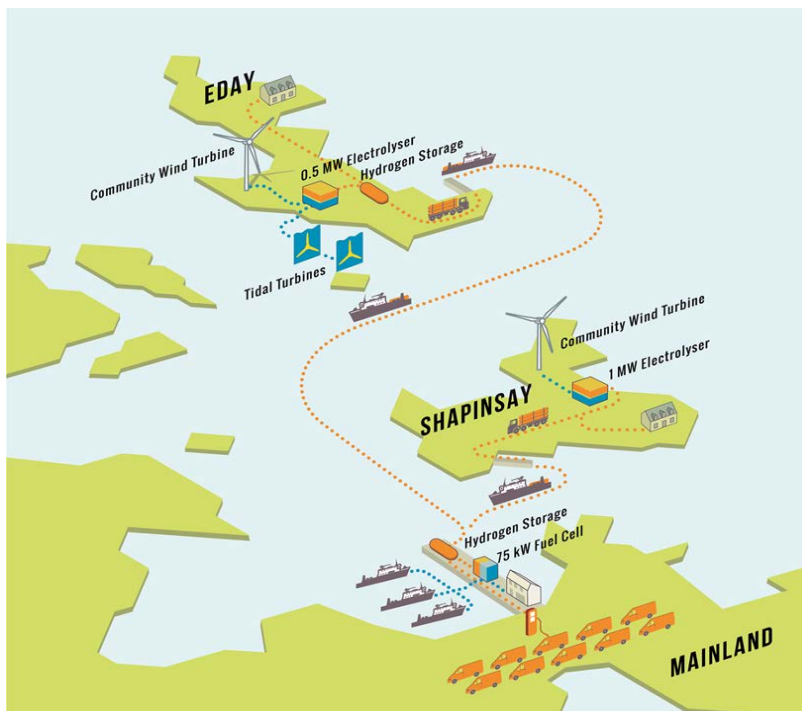 EDAY
Community Wind Turbine
0.5 MW Electrolyser
Hydrogen Storage
Tidal Turbines
Community Wind Turbine
1 MW Electrolyser
SHAPINSAY
Hydrogen Storage
75 kW Fuel Cell
MAINLAND